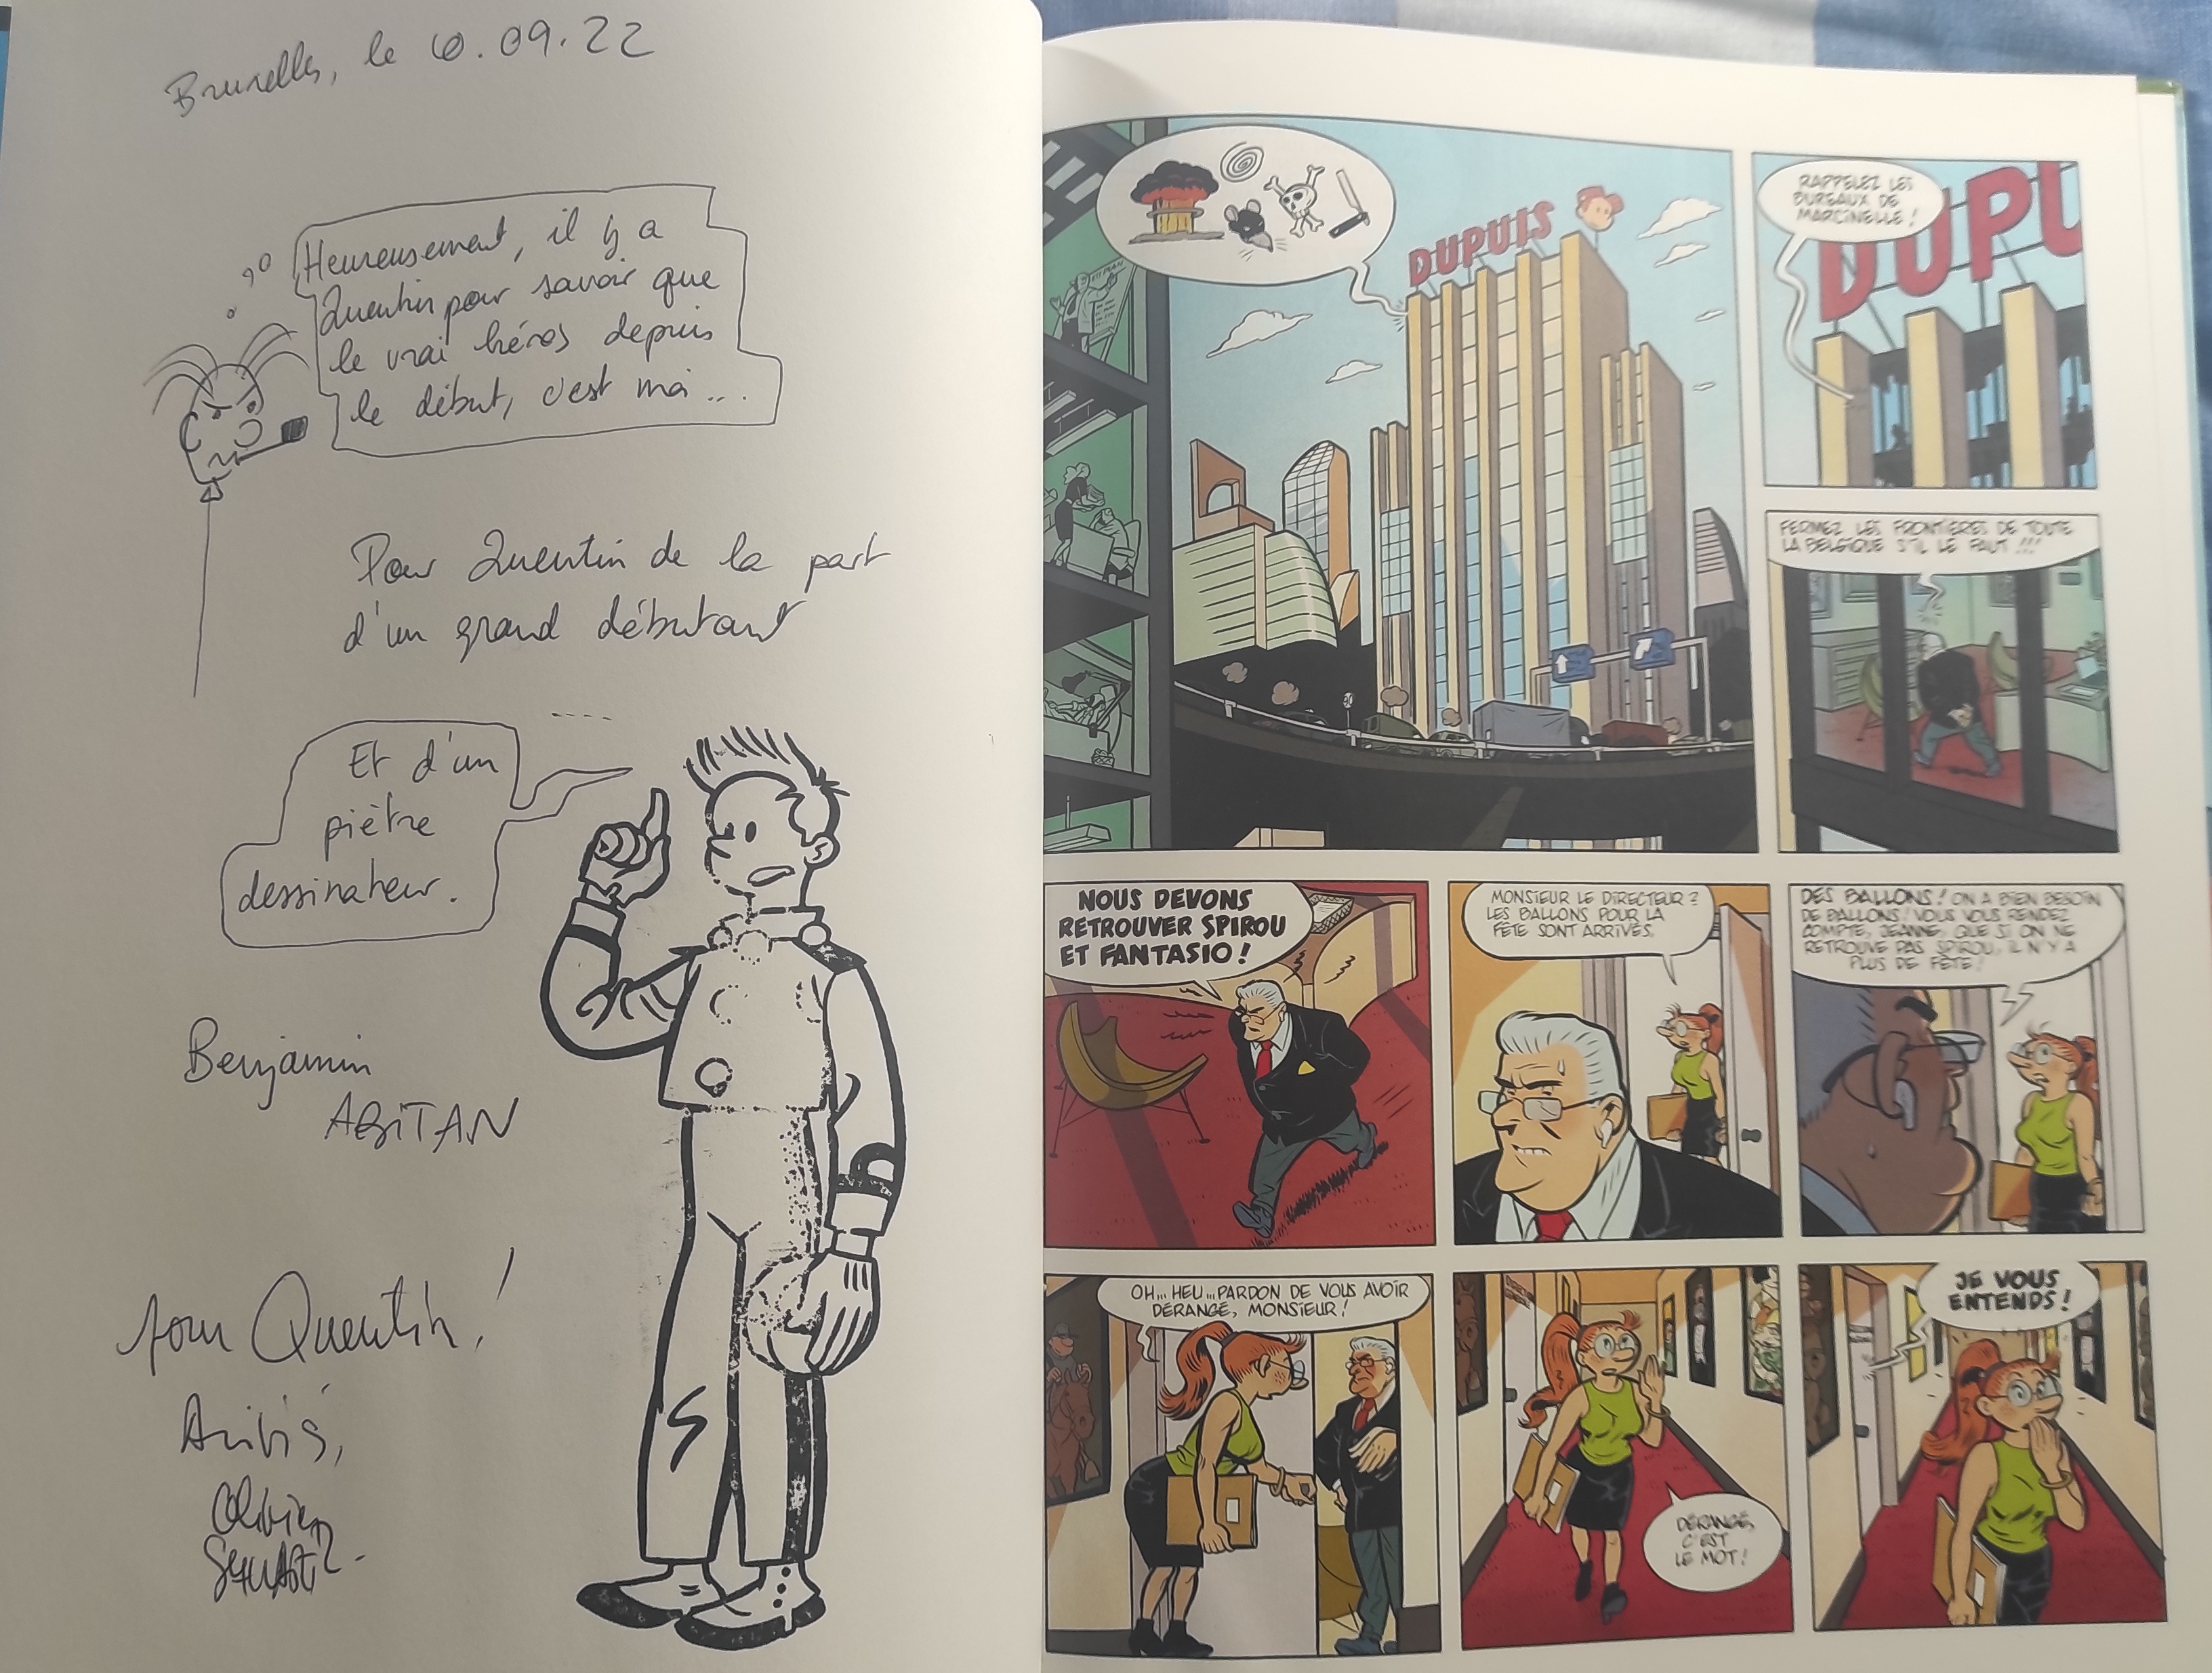 Bruxelles, le 10.09.22
Heureusement, il y a
Quentin pour savoir que
le vrai héros depuis
le début, c'est moi...
Pour Quentin de la part
d'un grand débutant
Et d'un
piètre
dessinateur.
Benjamin
ABiTAN
pour Quentin!
Olivier
DUPUIS
RAPPELEZ LES
BUREAUX DE
MARCINELLE!
DUPU
FERMEZ LES FRONTIÈRES DE TOUTE
LA BELGIQUE S'IL LE FAUT !!!
NOUS DEVONS
RETROUVER SPIROU
ET FANTASIO!
MONSIEUR LE DIRECTEUR?
LES BALLONS POUR LA
FÊTE SONT ARRIVÉS.
DES BALLONS! ON A BIEN BESOIN
DE BALLONS! VOUS VOUS RENDEZ
COMPTE, JEANNE, QUE SI ON NE
RETROUVE PAS SPIROU, IL N'Y A
PLUS DE FÊTE!
OH... HEU... PARDON DE VOUS AVOIR
DÉRANGÉ, MONSIEUR!
DÉRANGÉ,
C'EST
LE MOT!
JE VOUS
ENTENDS!